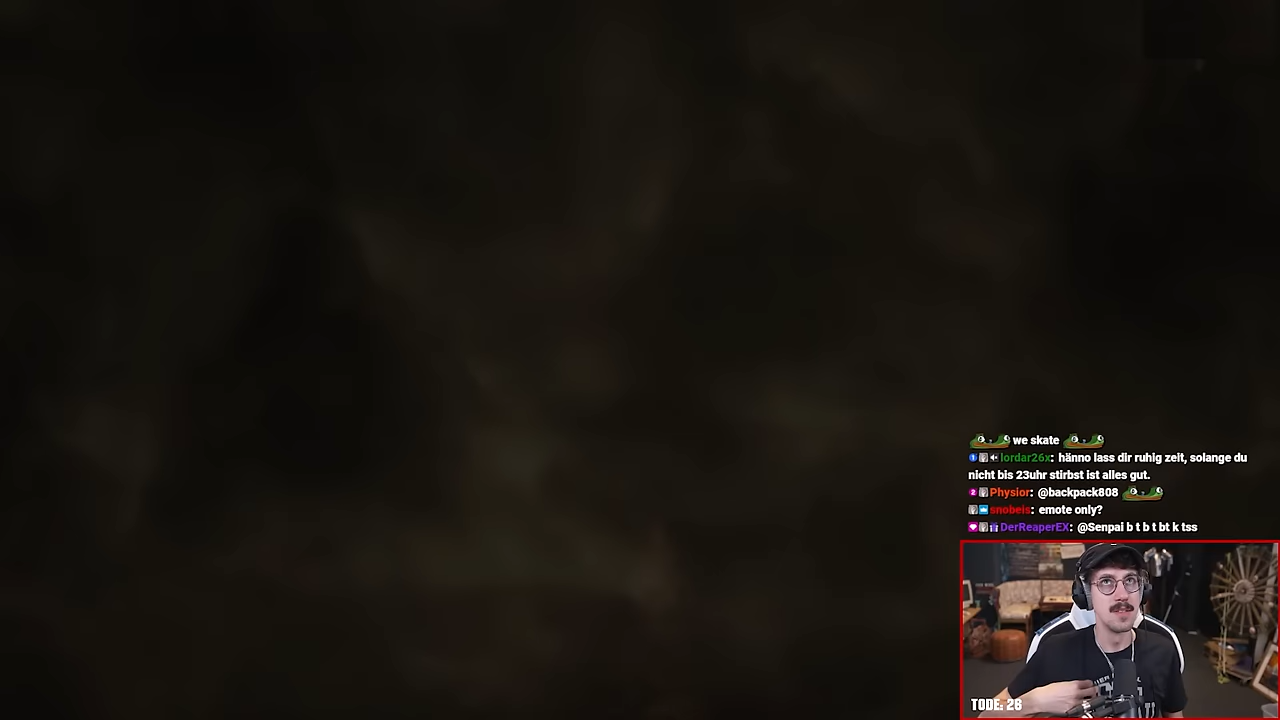 we skate
lordar26x: hänno lass dir ruhig zeit, solange du
nicht bis 23uhr stirbst ist alles gut.
Physior: @backpack808
snobeis: emote only?
DerReaperEX: @Senpai b t b t bt k tss
TODE: 26